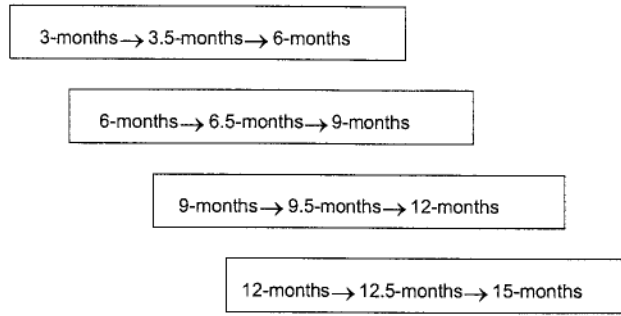 3-months→3.5-months→6-months
6-months→6.5-months→9-months
9-months→9.5-months→12-months
12-months→12.5-months→15-months